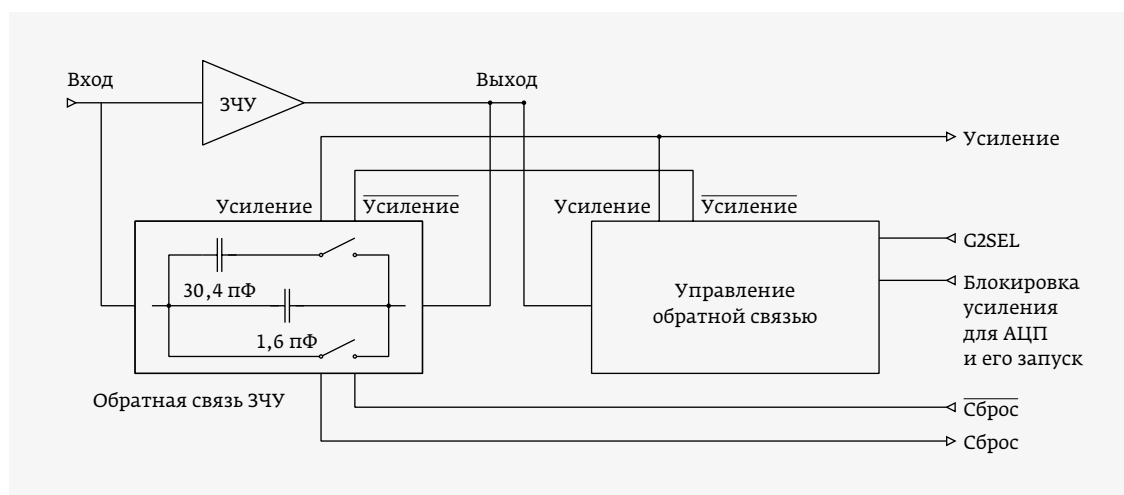 Вход
ЗЧУ
Выход
Усиление
Усиление
Усиление
Усиление
Усиление
G2SEL
30,4 пФ
1,6 пФ
Управление
обратной связью
Блокировка
усиления
для АЦП
и его запуск
Обратная связь ЗЧУ
Сброс
Сброс